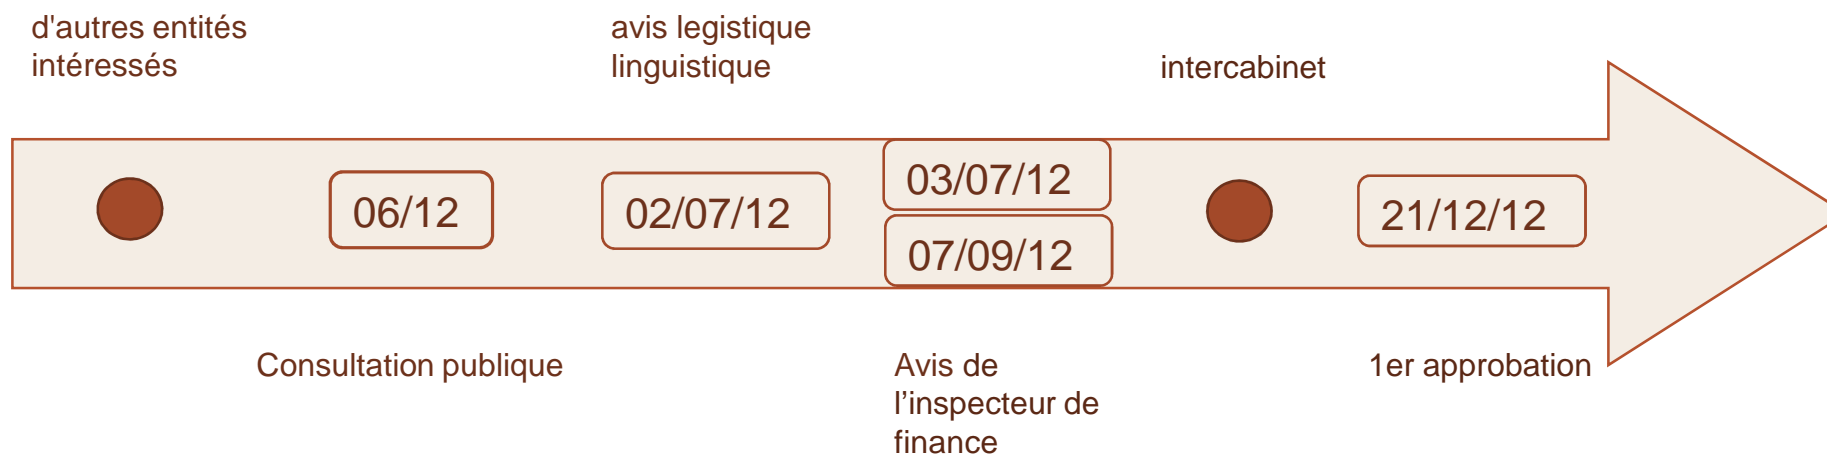 d'autres entités
intéressés
avis legistique
linguistique
intercabinet
06/12
02/07/12
03/07/12
07/09/12
21/12/12
Consultation publique
Avis de
l’inspecteur de
finance
1er approbation